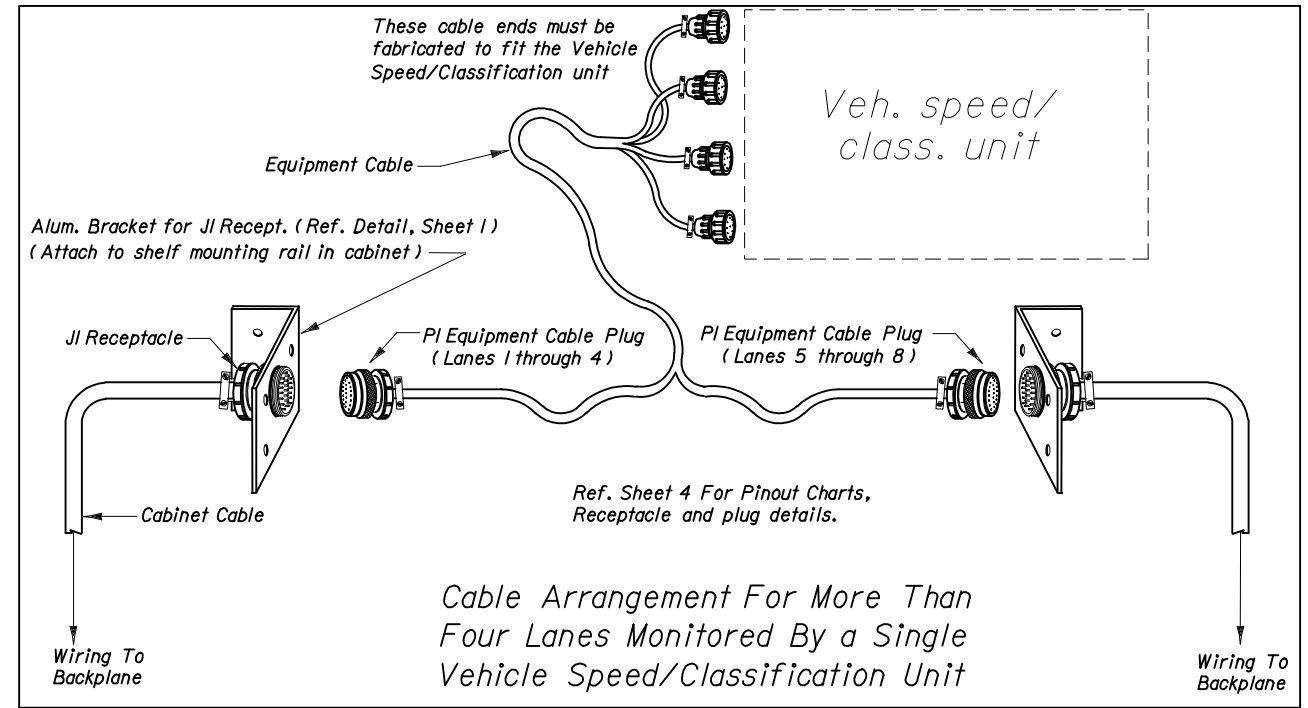 These cable ends must be
fabricated to fit the Vehicle
Speed/Classification unit
Veh. speed/
class. unit
Equipment Cable
Alum. Bracket for J1 Recept. (Ref. Detail, Sheet 1)
(Attach to shelf mounting rail in cabinet)
J1 Receptacle
P1 Equipment Cable Plug
(Lanes 1 through 4)
P1 Equipment Cable Plug
(Lanes 5 through 8)
Cabinet Cable
Ref. Sheet 4 For Pinout Charts,
Receptacle and plug details.
Cable Arrangement For More Than
Four Lanes Monitored By a Single
Vehicle Speed/Classification Unit
Wiring To
Backplane
Wiring To
Backplane